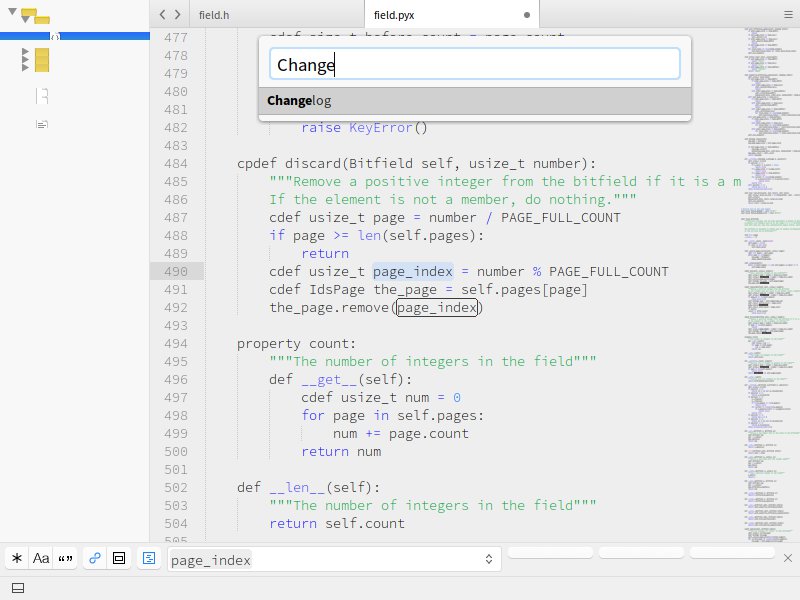 field.h
field.pyx
Change
Changelog
477
478
479
480
481
482 raise KeyError()
483
484 cpdef discard(Bitfield self, usize_t number):
485 """Remove a positive integer from the bitfield if it is a m
486 If the element is not a member, do nothing."""
487 cdef usize_t page = number / PAGE_FULL_COUNT
488 if page >= len(self.pages):
489 return
490 cdef usize_t page_index = number % PAGE_FULL_COUNT
491 cdef IdsPage the_page = self.pages[page]
492 the_page.remove(page_index)
493
494 property count:
495 """The number of integers in the field"""
496 def __get__(self):
497 cdef usize_t num = 0
498 for page in self.pages:
499 num += page.count
500 return num
501
502 def __len__(self):
503 """The number of integers in the field"""
504 return self.count
505
Aa
page_index